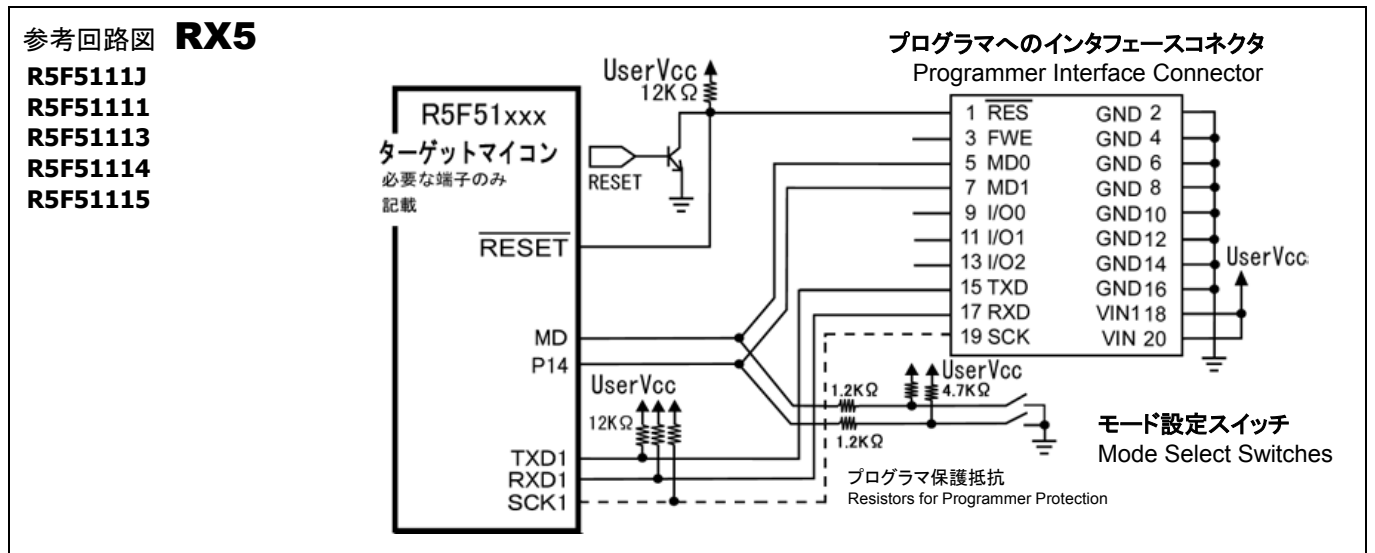 参考回路図 RX5
R5F5111J
R5F51111
R5F51113
R5F51114
R5F51115
R5F51xxx
ターゲットマイコン
必要な端子のみ
記載
RESET
MD
P14
TXD1
RXD1
SCK1
UserVcc
12KΩ
RESET
UserVcc
12KΩ
プログラマへのインタフェースコネクタ
Programmer Interface Connector
1 RES GND 2
3 FWE GND 4
5 MD0 GND 6
7 MD1 GND 8
9 I/O0 GND10
11 I/O1 GND12
13 I/O2 GND14
15 TXD GND16
17 RXD VIN1 18
19 SCK VIN 20
UserVcc
UserVcc
1.2KΩ
4.7KΩ
1.2KΩ
モード設定スイッチ
Mode Select Switches
プログラマ保護抵抗
Resistors for Programmer Protection